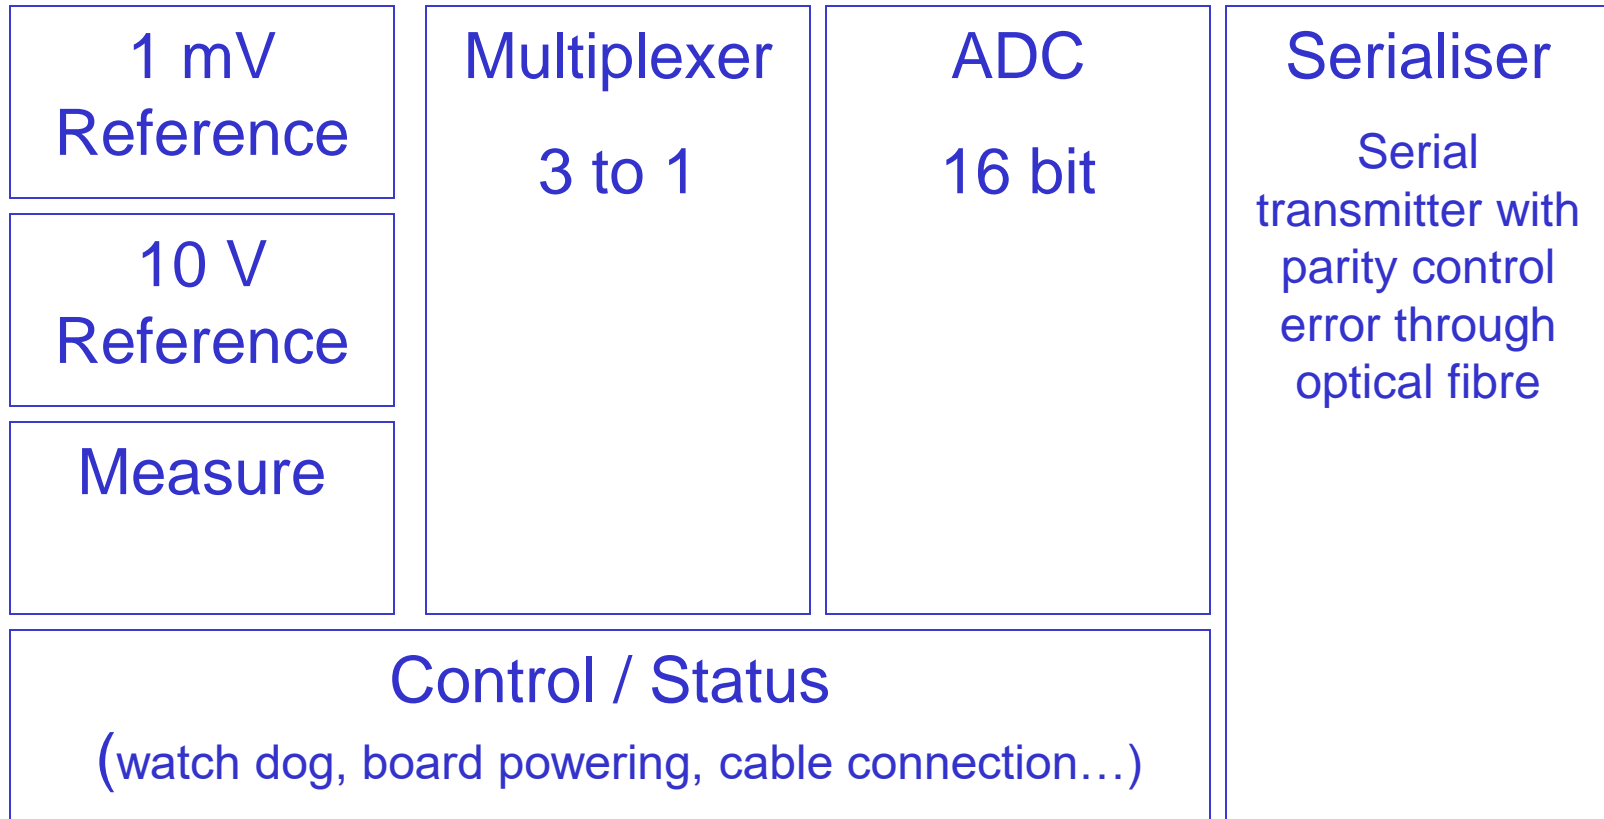 1 mV
Reference
10 V
Reference
Measure
Multiplexer
3 to 1
ADC
16 bit
Serialiser
Serial
transmitter with
parity control
error through
optical fibre
Control / Status
(watch dog, board powering, cable connection…)